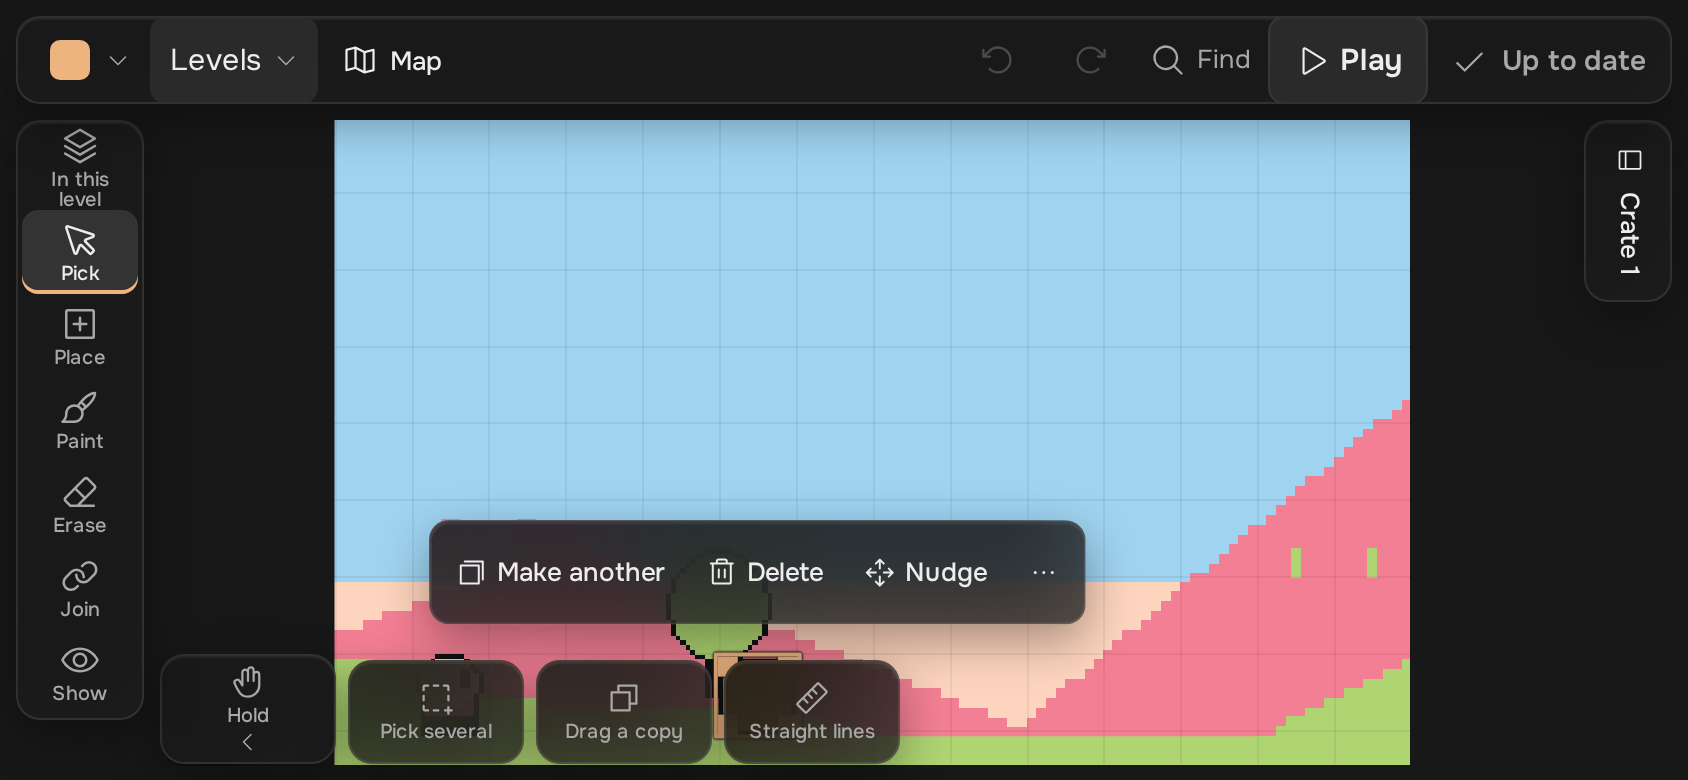 Levels
Map
Find
Play
Up to date
In this
level
Pick
Place
Paint
Erase
Join
Show
Crate 1
Make another
Delete
Nudge
Hold
Pick several
Drag a copy
Straight lines